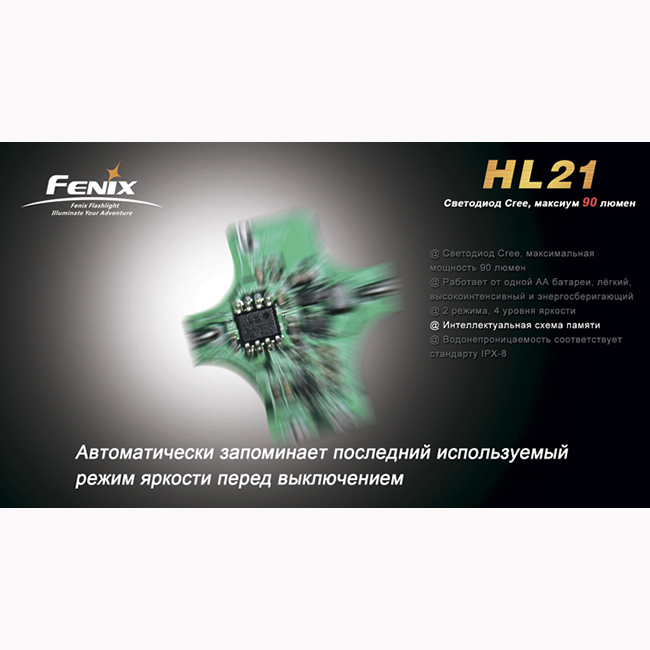 FENIX
Fenix Flashlight
Illuminate Your Adventure
HL21
Светодиод Cree, максиум 90 люмен
@ Светодиод Cree, максимальная
мощность 90 люмен
@ Работает от одной АА батареи, лёгкий,
высокоинтенсивный и энергосберигающий
@ 2 режима, 4 уровня яркости
@ Интеллектуальная схема памяти
@ Водонепроницаемость соответствует
стандарту IPX-8
Автоматически запоминает последний используемый
режим яркости перед выключением